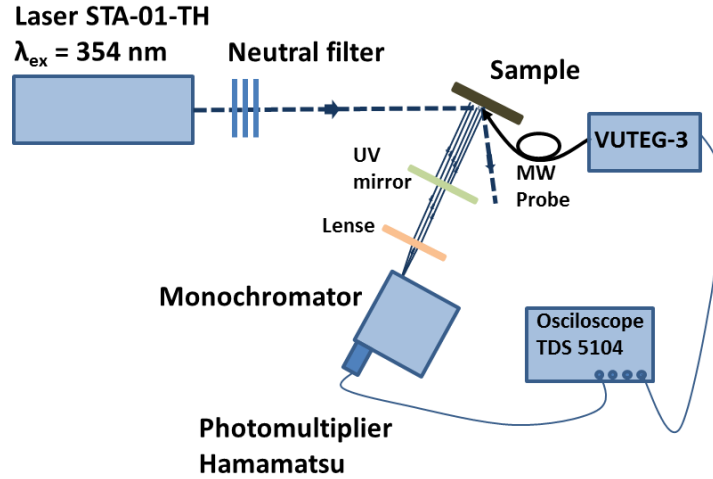 Laser STA-01-TH
λex = 354 nm
Neutral filter
Sample
VUTEG-3
UV
mirror
MW
Probe
Lense
Monochromator
Osciloscope
TDS 5104
Photomultiplier
Hamamatsu